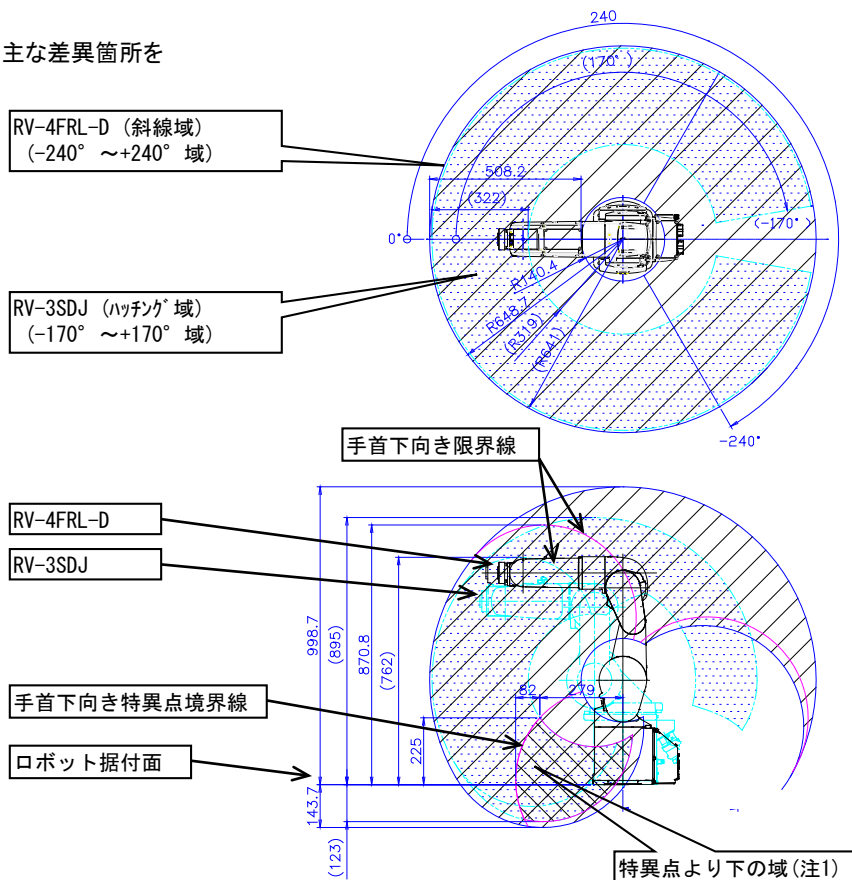 主な差異箇所を
240
(170°)
RV-4FRL-D (斜線域)
(-240° ～+240° 域)
508.2
(322)
0°
(-170°)
R140.4
R648.7
(R319)
(R641)
RV-3SDJ (ハッチング域)
(-170° ～+170° 域)
-240°
手首下向き限界線
RV-4FRL-D
RV-3SDJ
998.7
(895)
870.8
(762)
手首下向き特異点境界線
82
279
225
ロボット据付面
143.7
(123)
特異点より下の域(注1)